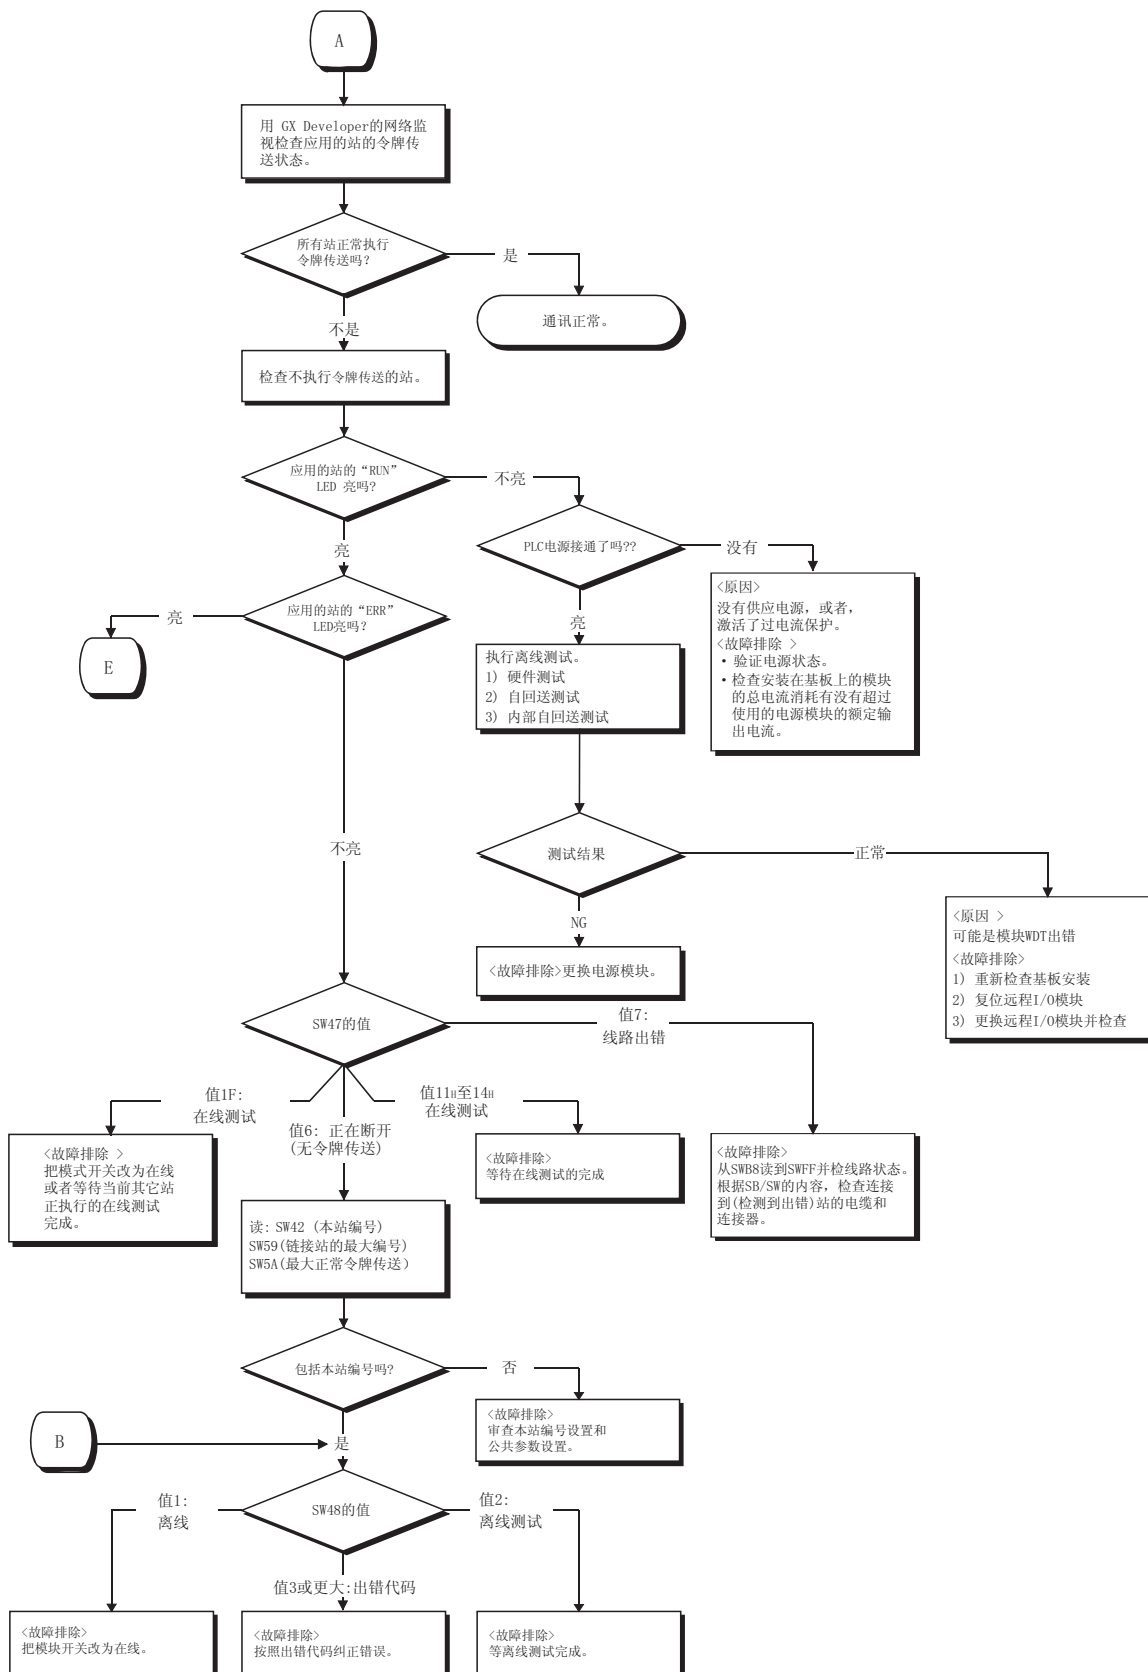 A
用 GX Developer的网络监
视检查应用的站的令牌传
送状态。
所有站正常执行
令牌传送吗？
是
通讯正常。
不是
检查不执行令牌传送的站。
应用的站的“RUN”
LED 亮吗？
不亮
亮
PLC电源接通了吗??
没有
<原因>
没有供应电源，或者，
激活了过电流保护。
<故障排除 >
• 验证电源状态。
• 检查安装在基板上的模块
的总电流消耗有没有超过
使用的电源模块的额定输
出电流。
应用的站的“ERR”
LED亮吗？
亮
E
亮
执行离线测试。
1) 硬件测试
2) 自回送测试
3) 内部自回送测试
不亮
测试结果
正常
<原因 >
可能是模块WDT出错
<故障排除>
1) 重新检查基板安装
2) 复位远程I/O模块
3) 更换远程I/O模块并检查
NG
<故障排除>更换电源模块。
SW47的值
值7:
线路出错
值1F:
在线测试
值6: 正在断开
(无令牌传送)
值11H至14H
在线测试
<故障排除 >
把模式开关改为在线
或者等待当前其它站
正执行的在线测试
完成。
<故障排除>
等待在线测试的完成
<故障排除>
从SWB8读到SWFF并检线路状态。
根据SB/SW的内容，检查连接
到(检测到出错)站的电缆和
连接器。
读: SW42 (本站编号)
SW59(链接站的最大编号)
SW5A(最大正常令牌传送）
包括本站编号吗?
否
<故障排除>
审查本站编号设置和
公共参数设置。
B
是
SW48的值
值1:
离线
值2:
离线测试
值3或更大:出错代码
<故障排除>
把模块开关改为在线。
<故障排除>
按照出错代码纠正错误。
<故障排除>
等离线测试完成。